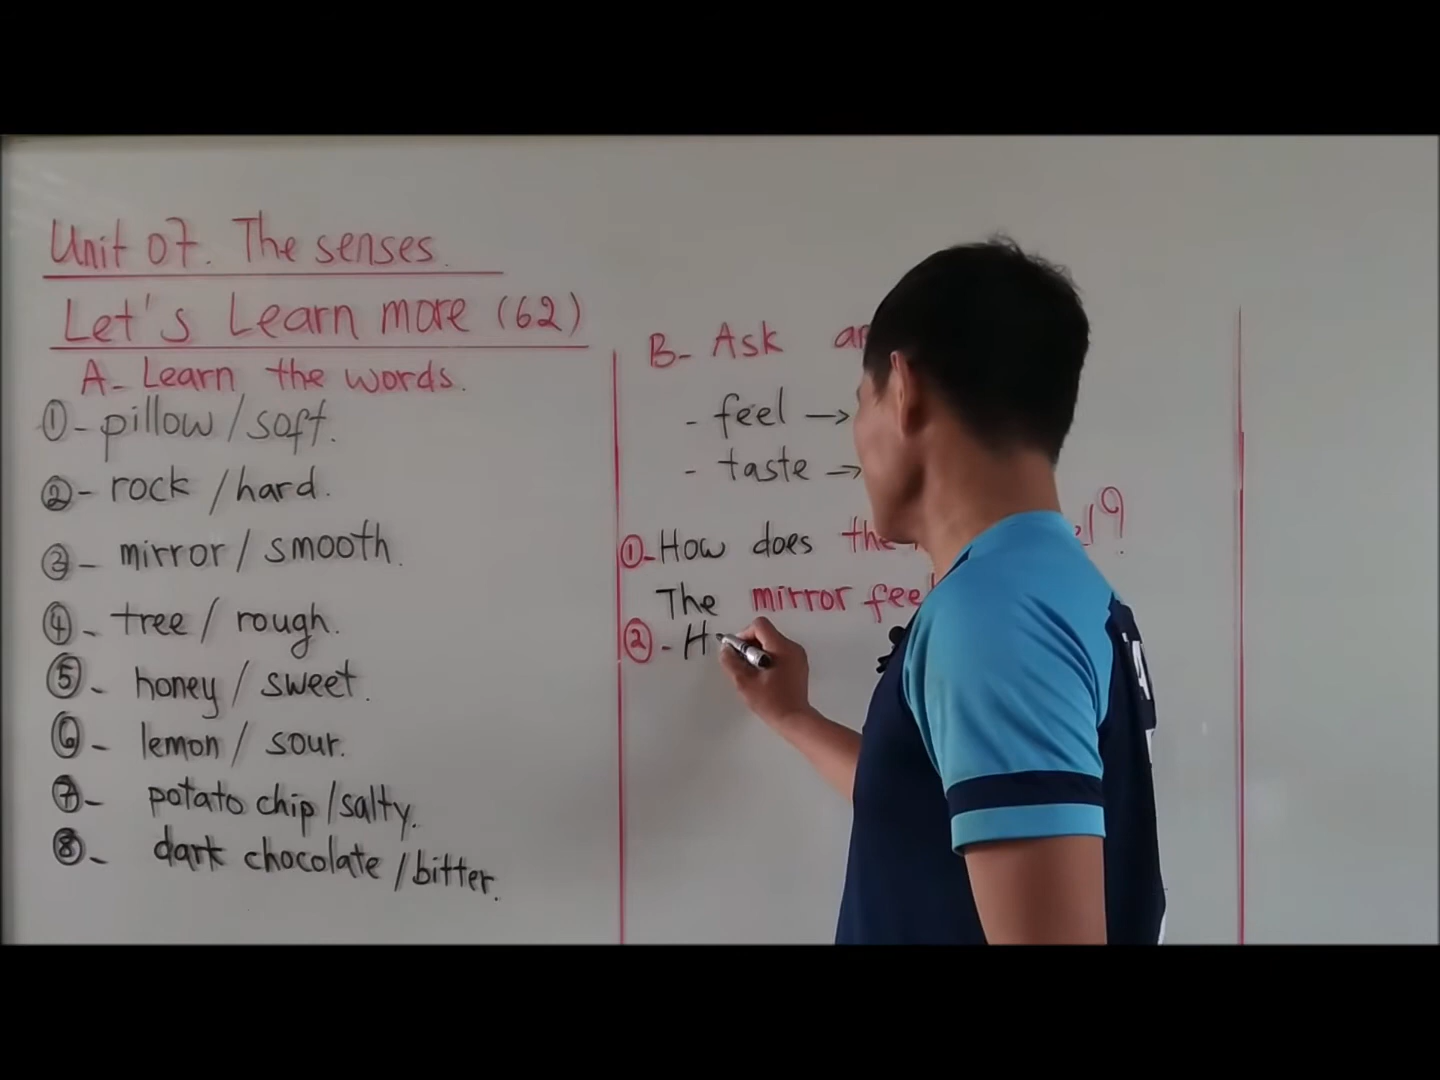 Unit 07. The senses.
Let's Learn more (62)
A- Learn the words.
①- pillow / soft.
②- rock / hard.
③- mirror / smooth.
④- tree / rough.
⑤- honey / sweet.
⑥- lemon / sour.
⑦- potato chip / salty.
⑧- dark chocolate / bitter.
B- Ask
- feel →
- taste →
①- How does the ?
The mirror
②- H